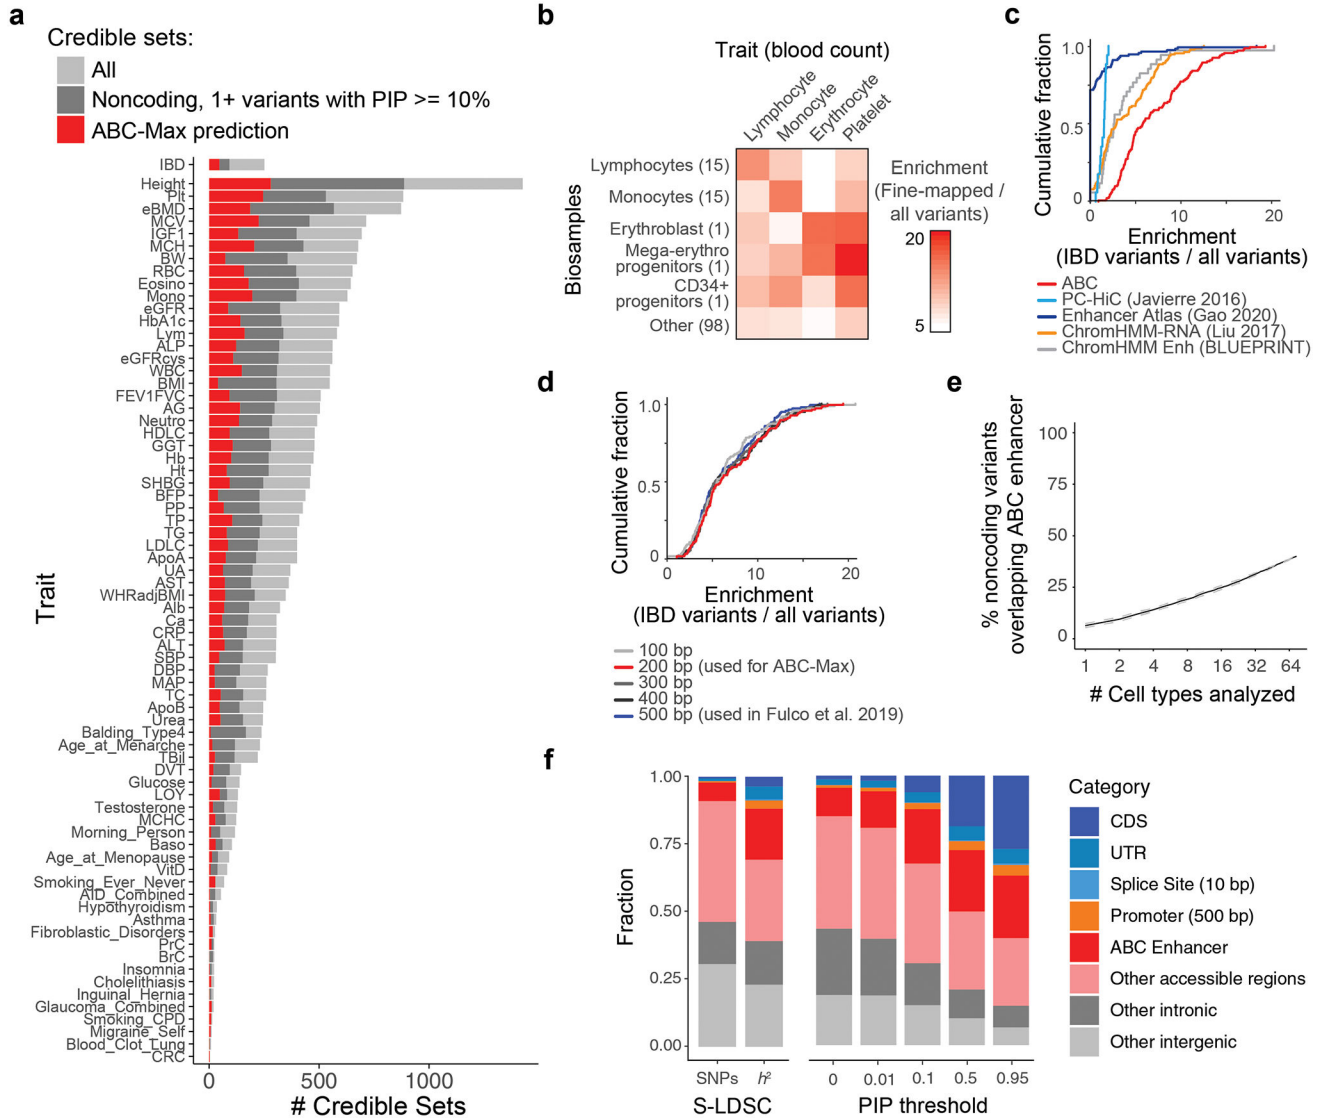 a
Credible sets:
All
Noncoding, 1+ variants with PIP >= 10%
ABC-Max prediction
Trait
IBD
Height
Plt
eBMD
MCV
IGF1
MCH
BW
RBC
Eosino
Mono
eGFR
HbA1c
Lym
ALP
eGFRcys
WBC
BMI
FEV1FVC
AG
Neutro
HDLC
GGT
Hb
Ht
SHBG
BFP
PP
TP
TG
LDLC
ApoA
UA
AST
WHRadjBMI
Alb
Ca
CRP
ALT
SBP
DBP
MAP
TC
ApoB
Urea
Balding_Type4
Age_at_Menarche
TBil
DVT
Glucose
LOY
Testosterone
MCHC
Morning_Person
Baso
Age_at_Menopause
VitD
Smoking_Ever_Never
AID_Combined
Hypothyroidism
Asthma
Fibroblastic_Disorders
PrC
BrC
Insomnia
Cholelithiasis
Inguinal_Hernia
Glaucoma_Combined
Smoking_CPD
Migraine_Self
Blood_Clot_Lung
CRC
0 500 1000
# Credible Sets
b
Trait (blood count)
Lymphocyte
Monocyte
Erythrocyte
Platelet
Biosamples
Lymphocytes (15)
Monocytes (15)
Erythroblast (1)
Mega-erythro
progenitors (1)
CD34+
progenitors (1)
Other (98)
Enrichment
(Fine-mapped /
all variants)
20
5
c
Cumulative fraction
1.0
0.5
0
0 10 20
Enrichment
(IBD variants / all variants)
ABC
PC-HiC (Javierre 2016)
Enhancer Atlas (Gao 2020)
ChromHMM-RNA (Liu 2017)
ChromHMM Enh (BLUEPRINT)
d
Cumulative fraction
1.0
0.5
0
0 10 20
Enrichment
(IBD variants / all variants)
100 bp
200 bp (used for ABC-Max)
300 bp
400 bp
500 bp (used in Fulco et al. 2019)
e
% noncoding variants
overlapping ABC enhancer
100
75
50
25
0
1 2 4 8 16 32 64
# Cell types analyzed
f
Fraction
1.00
0.75
0.50
0.25
0.00
SNPs h²
S-LDSC
0 0.01 0.1 0.5 0.95
PIP threshold
Category
CDS
UTR
Splice Site (10 bp)
Promoter (500 bp)
ABC Enhancer
Other accessible regions
Other intronic
Other intergenic